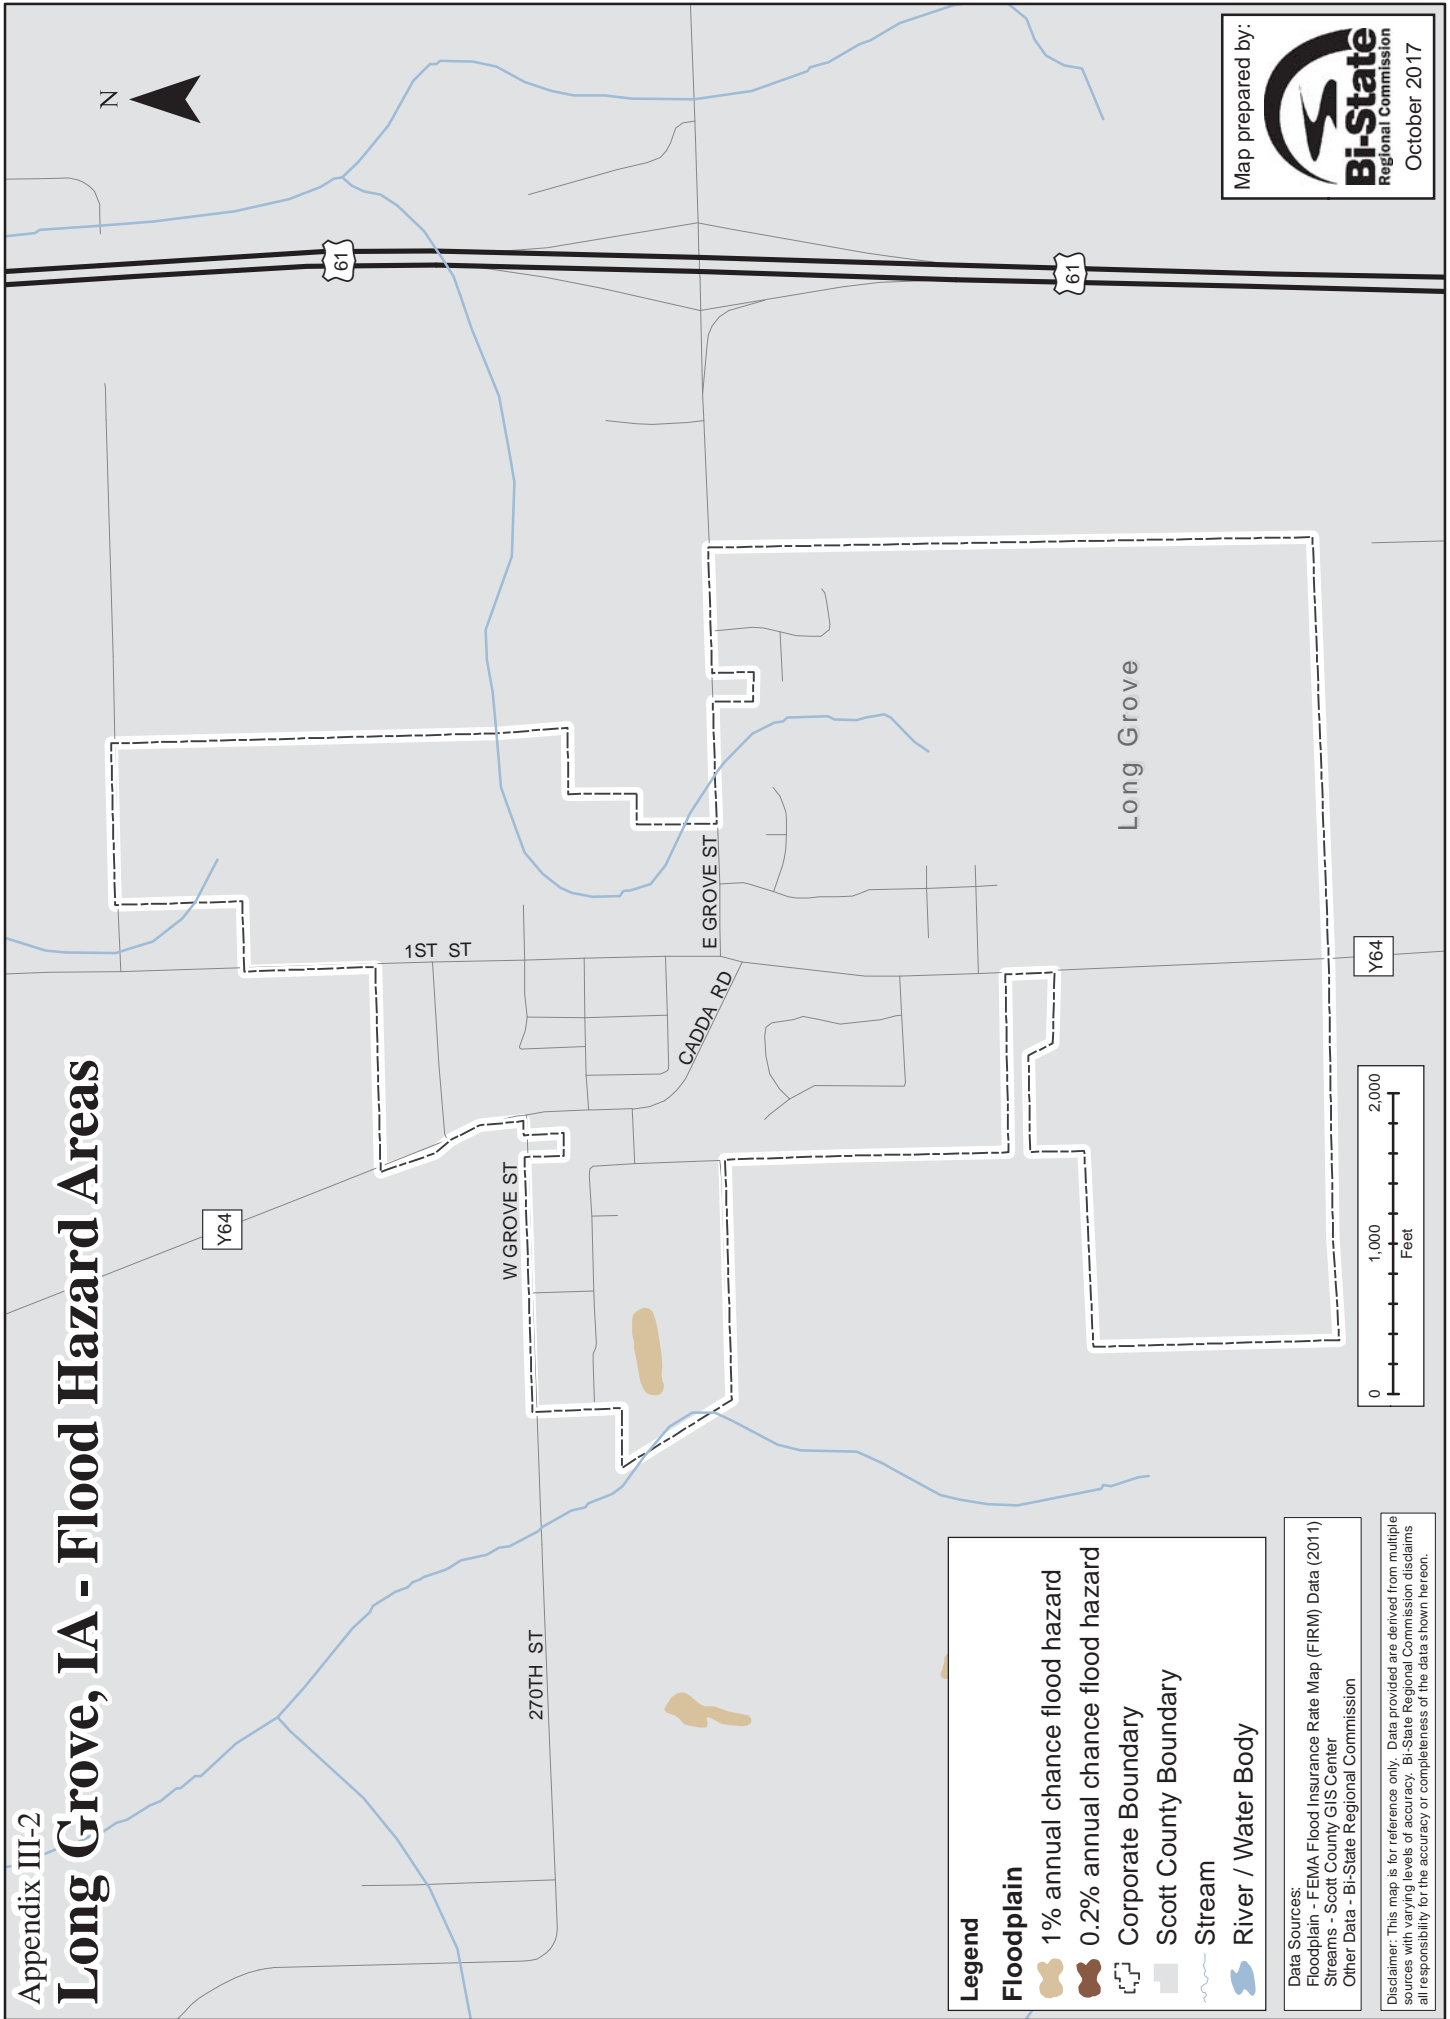 Appendix III-2
Long Grove, IA - Flood Hazard Areas
N
61
61
Y64
Y64
1ST ST
E GROVE ST
CADDA RD
W GROVE ST
270TH ST
Long Grove
Legend
Floodplain
1% annual chance flood hazard
0.2% annual chance flood hazard
Corporate Boundary
Scott County Boundary
Stream
River / Water Body
Data Sources:
Floodplain - FEMA Flood Insurance Rate Map (FIRM) Data (2011)
Streams - Scott County GIS Center
Other Data - Bi-State Regional Commission
Disclaimer: This map is for reference only. Data provided are derived from multiple
sources with varying levels of accuracy. Bi-State Regional Commission disclaims
all responsibility for the accuracy or completeness of the data shown hereon.
0 1,000 2,000
Feet
Map prepared by:
Bi-State
Regional Commission
October 2017